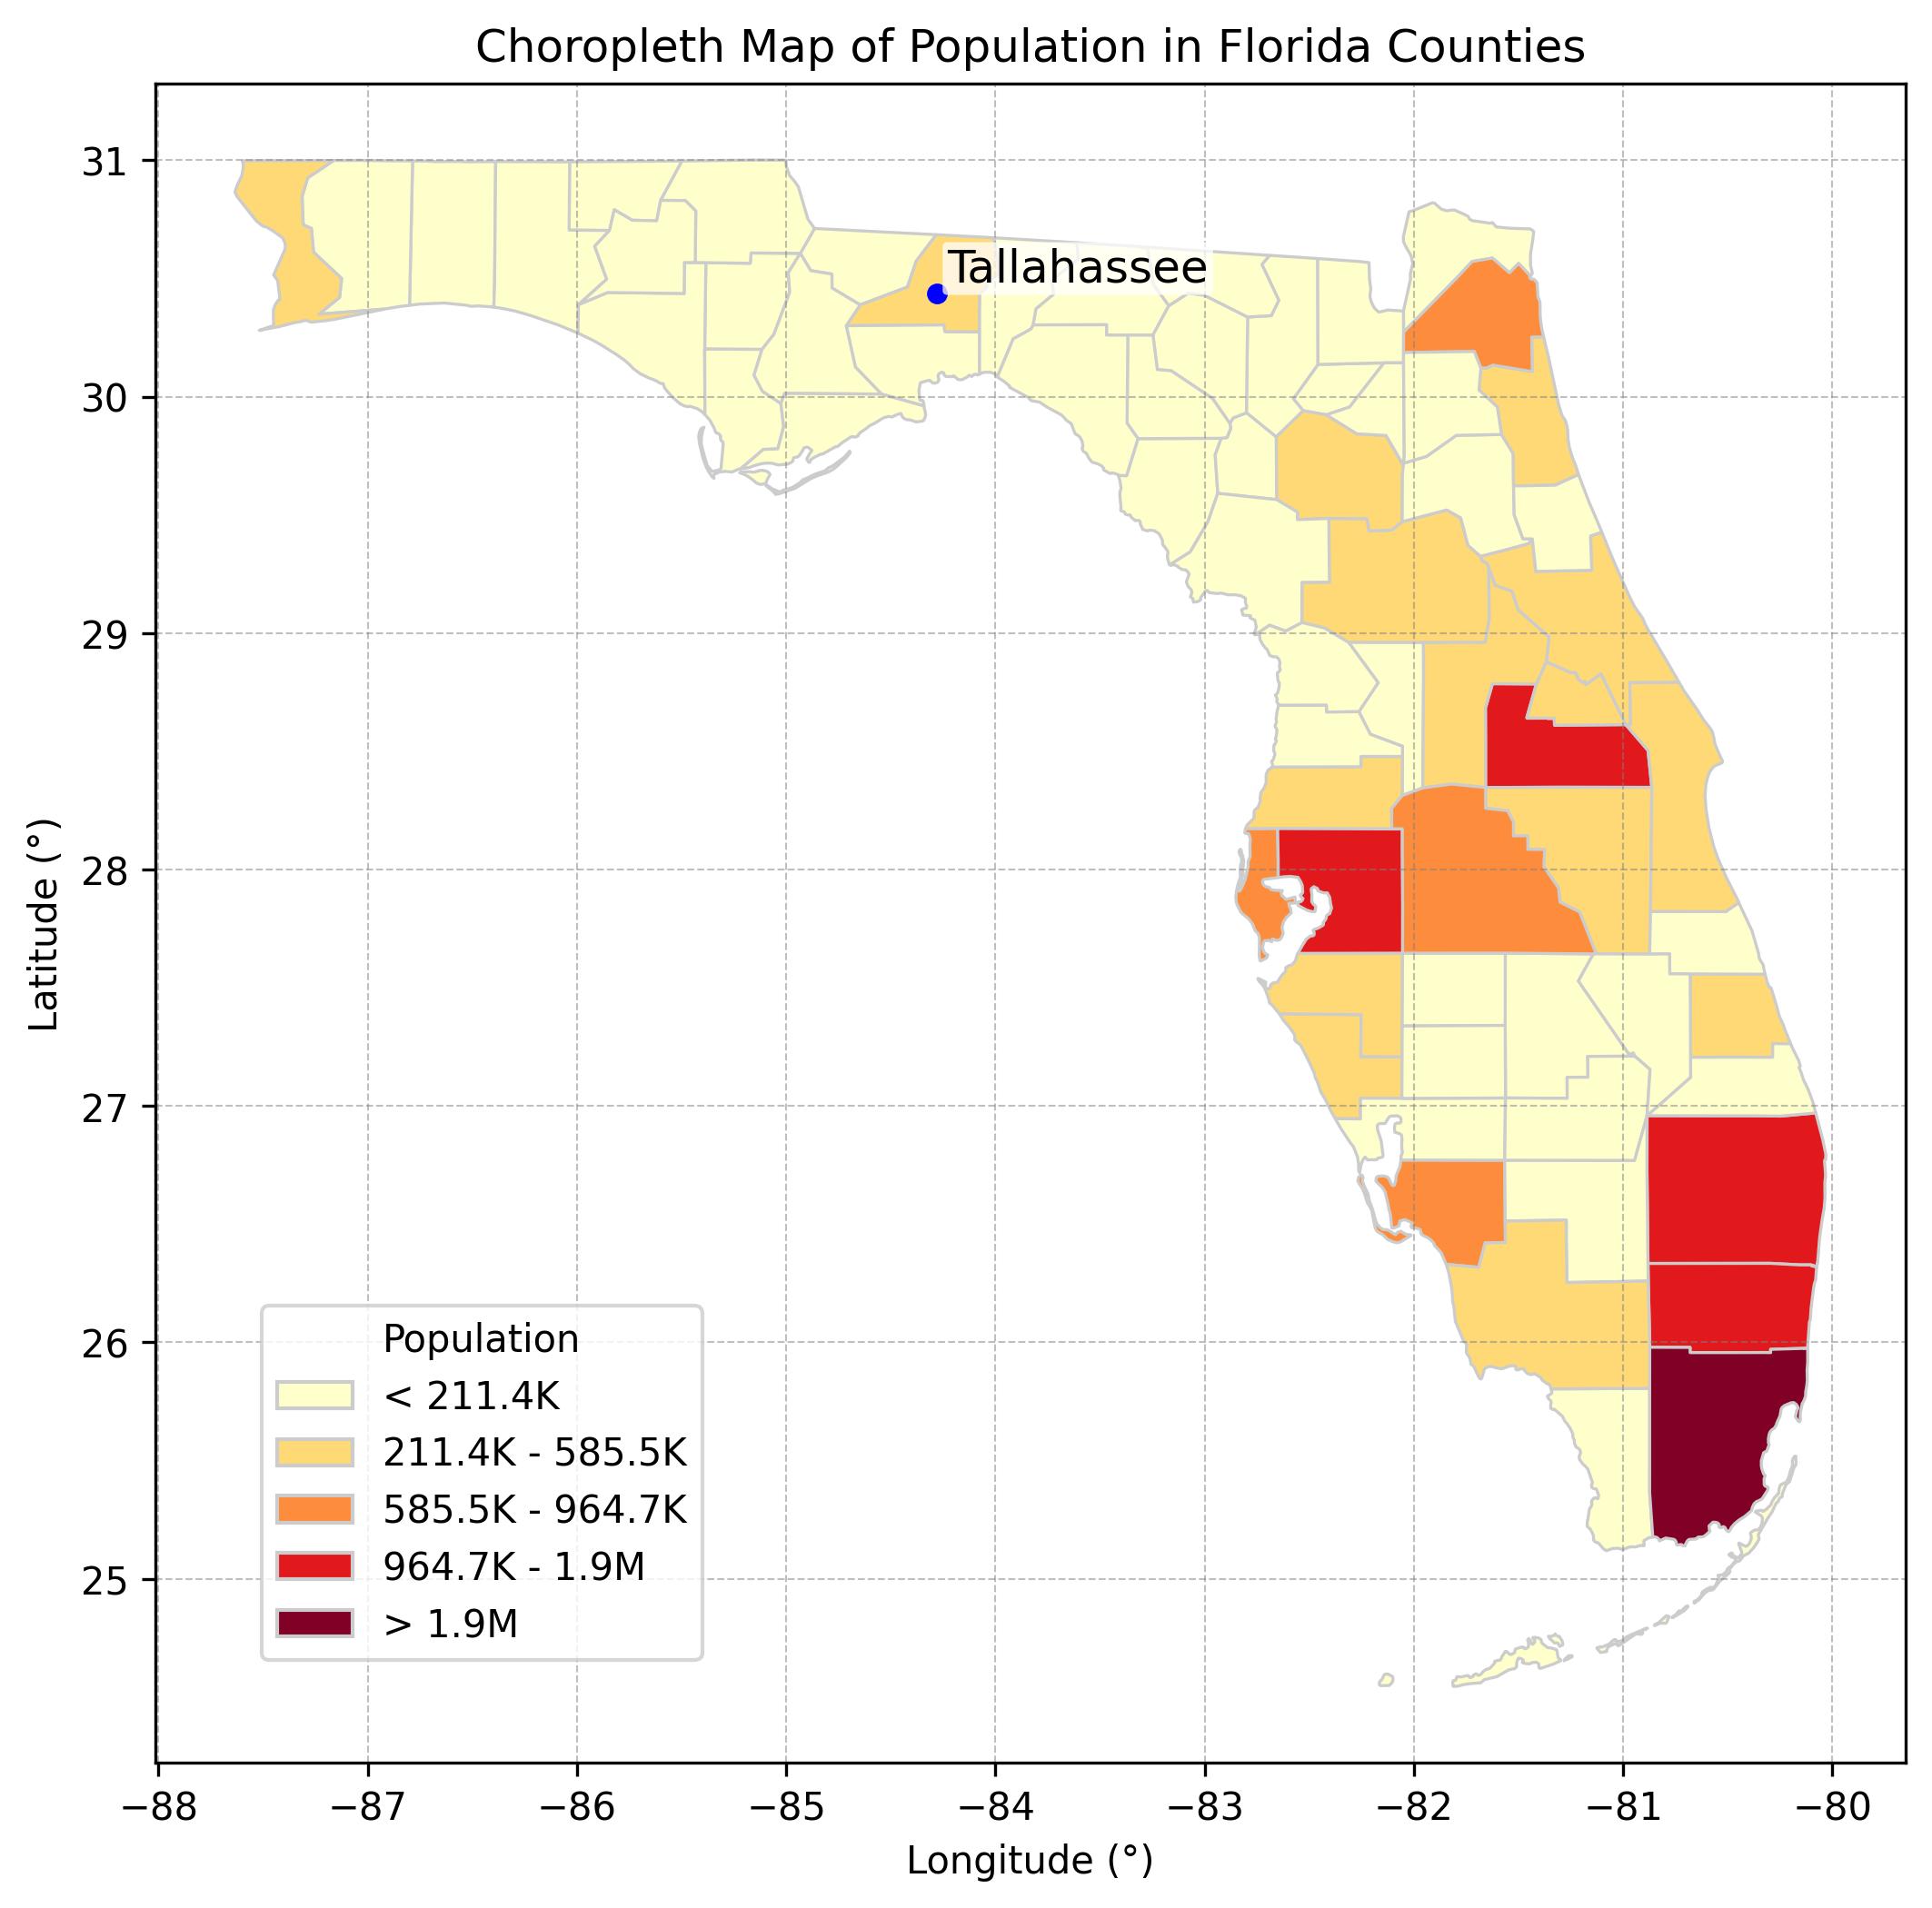 Choropleth Map of Population in Florida Counties
31
30
29
28
27
26
25
Latitude (°)
Tallahassee
Population
< 211.4K
211.4K - 585.5K
585.5K - 964.7K
964.7K - 1.9M
> 1.9M
−88 −87 −86 −85 −84 −83 −82 −81 −80
Longitude (°)